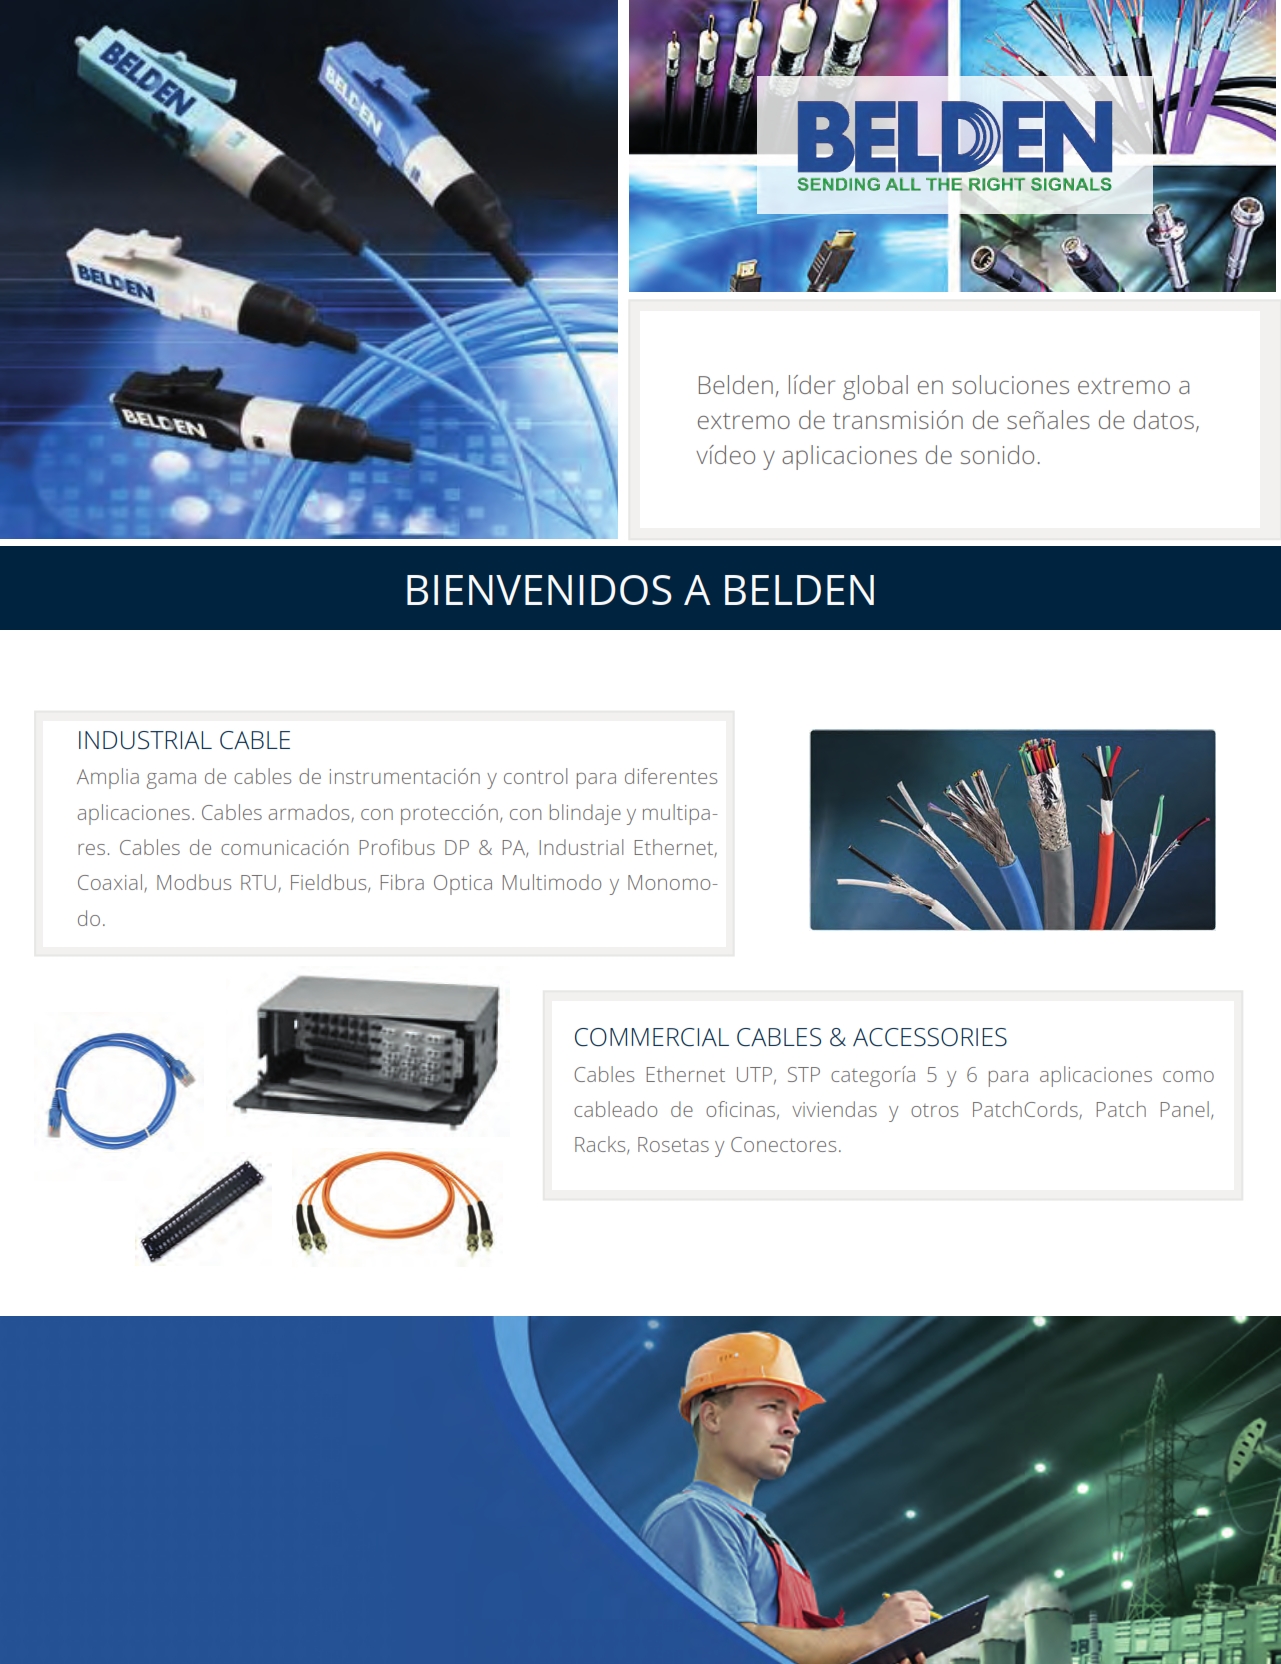 BELDEN
BELDEN
BELDEN
BELDEN
BELDEN
SENDING ALL THE RIGHT SIGNALS
Belden, líder global en soluciones extremo a
extremo de transmisión de señales de datos,
vídeo y aplicaciones de sonido.
BIENVENIDOS A BELDEN
INDUSTRIAL CABLE
Amplia gama de cables de instrumentación y control para diferentes
aplicaciones. Cables armados, con protección, con blindaje y multipa-
res. Cables de comunicación Profibus DP & PA, Industrial Ethernet,
Coaxial, Modbus RTU, Fieldbus, Fibra Optica Multimodo y Monomo-
do.
COMMERCIAL CABLES & ACCESSORIES
Cables Ethernet UTP, STP categoría 5 y 6 para aplicaciones como
cableado de oficinas, viviendas y otros PatchCords, Patch Panel,
Racks, Rosetas y Conectores.